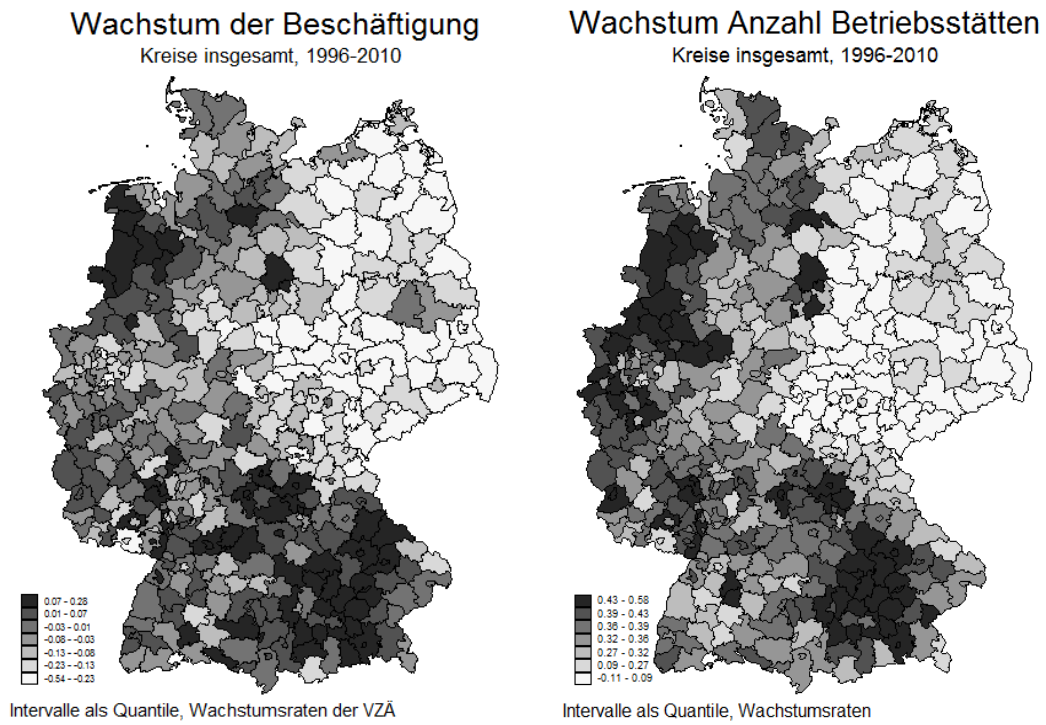 Wachstum der Beschäftigung
Kreise insgesamt, 1996-2010
0.07 - 0.28
0.01 - 0.07
-0.03 - 0.01
-0.08 - -0.03
-0.13 - -0.08
-0.23 - -0.13
-0.54 - -0.23
Intervalle als Quantile, Wachstumsraten der VZÄ
Wachstum Anzahl Betriebsstätten
Kreise insgesamt, 1996-2010
0.43 - 0.58
0.39 - 0.43
0.36 - 0.39
0.32 - 0.36
0.27 - 0.32
0.09 - 0.27
-0.11 - 0.09
Intervalle als Quantile, Wachstumsraten